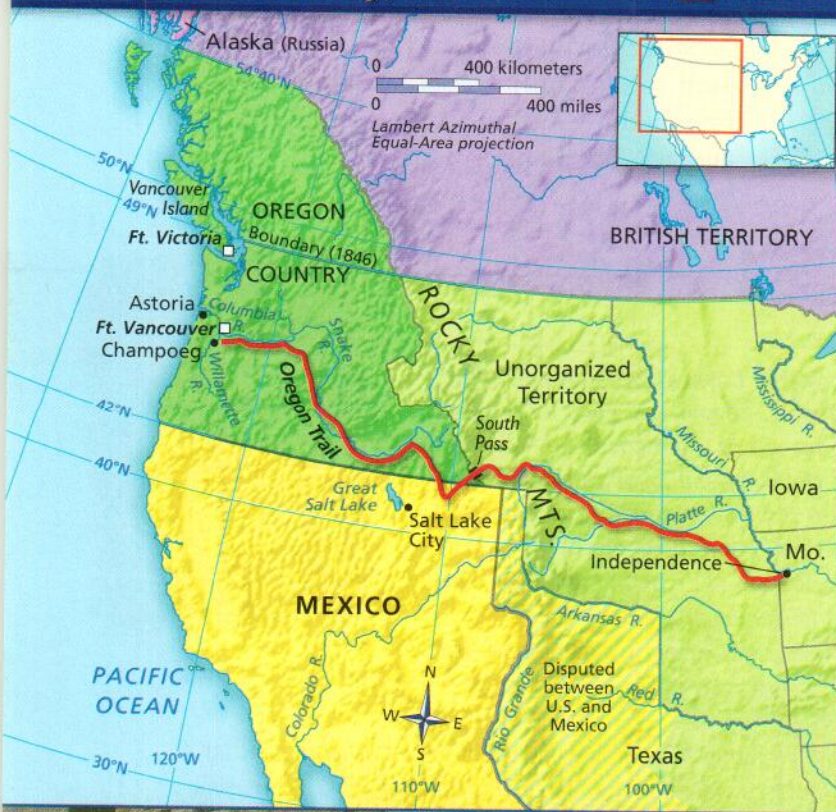 Alaska (Russia)
54°40'N
0 400 kilometers
0 400 miles
Lambert Azimuthal
Equal-Area projection
50°N
Vancouver
Island
49°N
OREGON
Boundary (1846)
COUNTRY
Ft. Victoria
BRITISH TERRITORY
Astoria
Columbia
R.
Ft. Vancouver
Champoeg
Willamette
R.
Snake
R.
Oregon Trail
ROCKY
MTS.
Unorganized
Territory
Mississippi R.
South
Pass
Missouri
R.
42°N
40°N
Great
Salt Lake
Salt Lake
City
Platte R.
Iowa
Independence
Mo.
MEXICO
Arkansas R.
PACIFIC
OCEAN
Colorado R.
N
W E
S
Rio Grande
Disputed
between
U.S. and
Mexico
Red R.
Texas
30°N
120°W
110°W
100°W